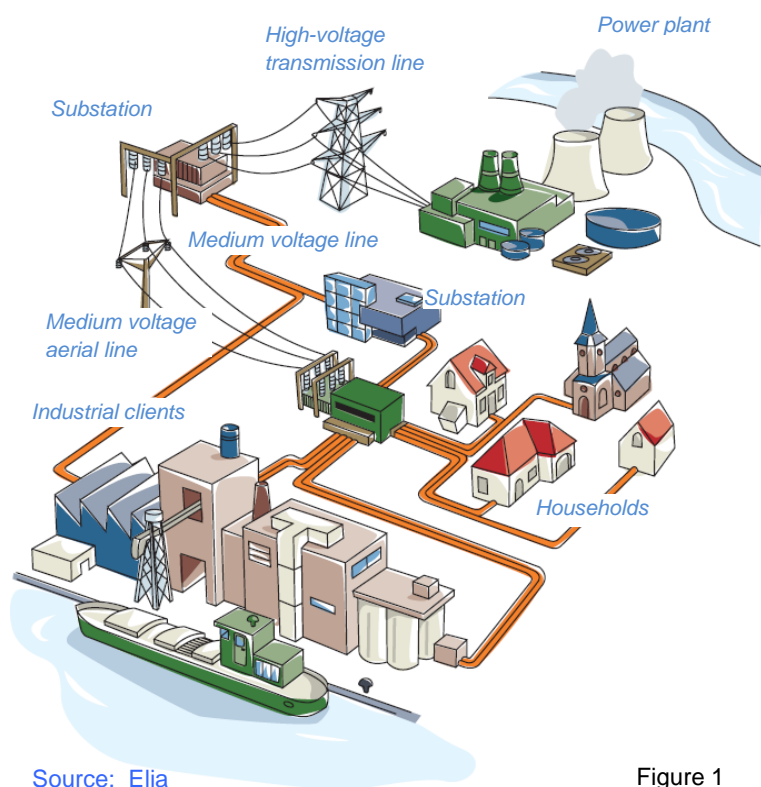 Power plant
High-voltage
transmission line
Substation
Medium voltage line
Substation
Medium voltage
aerial line
Industrial clients
Households
Source: Elia
Figure 1